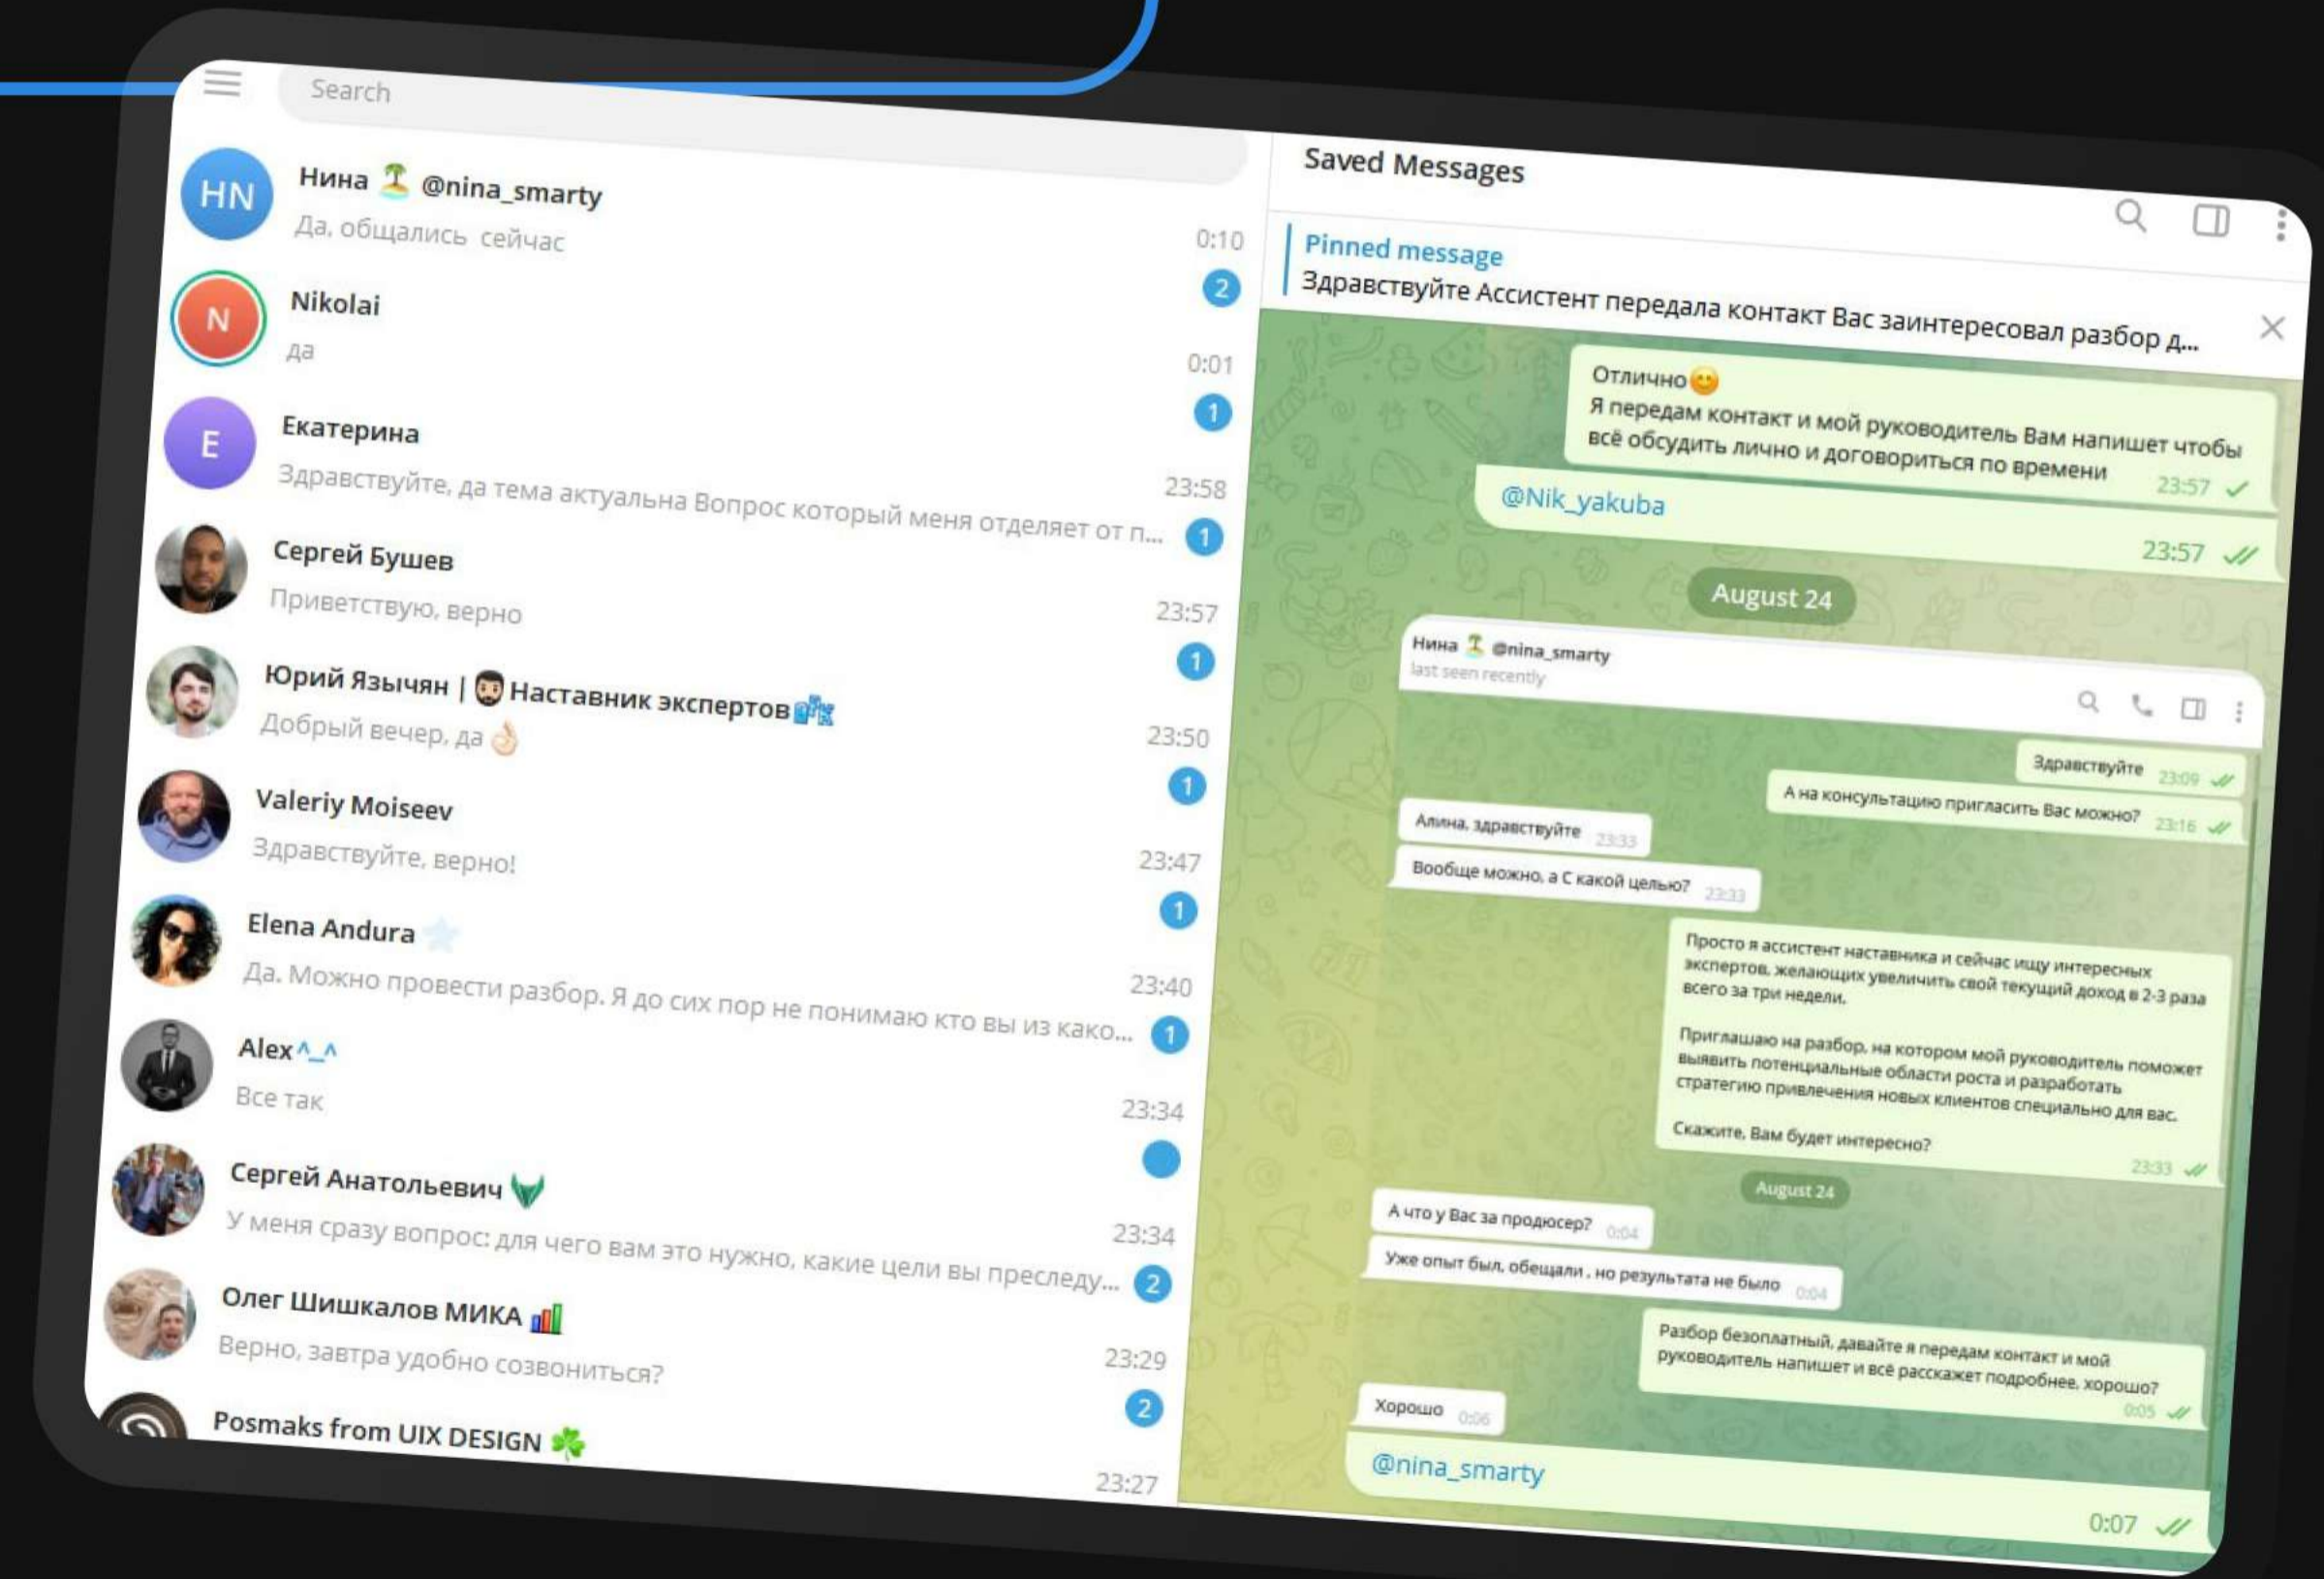 Search
HN
Нина @nina_smarty
Да, общались сейчас
0:10
2
N
Nikolai
да
0:01
1
E
Екатерина
Здравствуйте, да тема актуальна Вопрос который меня отделяет от п...
23:58
1
Сергей Бушев
Приветствую, верно
23:57
1
Юрий Язычян | Наставник экспертов
Добрый вечер, да👌🏻
23:50
1
Valeriy Moiseev
Здравствуйте, верно!
23:47
1
Elena Andura
Да. Можно провести разбор. Я до сих пор не понимаю кто вы из како...
23:40
1
Alex ^_^
Все так
23:34
Сергей Анатольевич
У меня сразу вопрос: для чего вам это нужно, какие цели вы преследу...
23:34
2
Олег Шишкалов МИКА
Верно, завтра удобно созвониться?
23:29
2
Posmaks from UIX DESIGN
23:27
Saved Messages
Pinned message
Здравствуйте Ассистент передала контакт Вас заинтересовал разбор д...
Отлично😊
Я передам контакт и мой руководитель Вам напишет чтобы
всё обсудить лично и договориться по времени
23:57
@Nik_yakuba
23:57
August 24
Нина @nina_smarty
last seen recently
Здравствуйте 23:09
А на консультацию пригласить Вас можно? 23:16
Алина, здравствуйте 23:33
Вообще можно, а С какой целью? 23:33
Просто я ассистент наставника и сейчас ищу интересных
экспертов, желающих увеличить свой текущий доход в 2-3 раза
всего за три недели.
Приглашаю на разбор, на котором мой руководитель поможет
выявить потенциальные области роста и разработать
стратегию привлечения новых клиентов специально для вас.
Скажите, Вам будет интересно?
23:33
August 24
А что у Вас за продюсер? 0:04
Уже опыт был, обещали , но результата не было 0:04
Разбор безоплатный, давайте я передам контакт и мой
руководитель напишет и всё расскажет подробнее, хорошо?
0:05
Хорошо 0:06
@nina_smarty
0:07